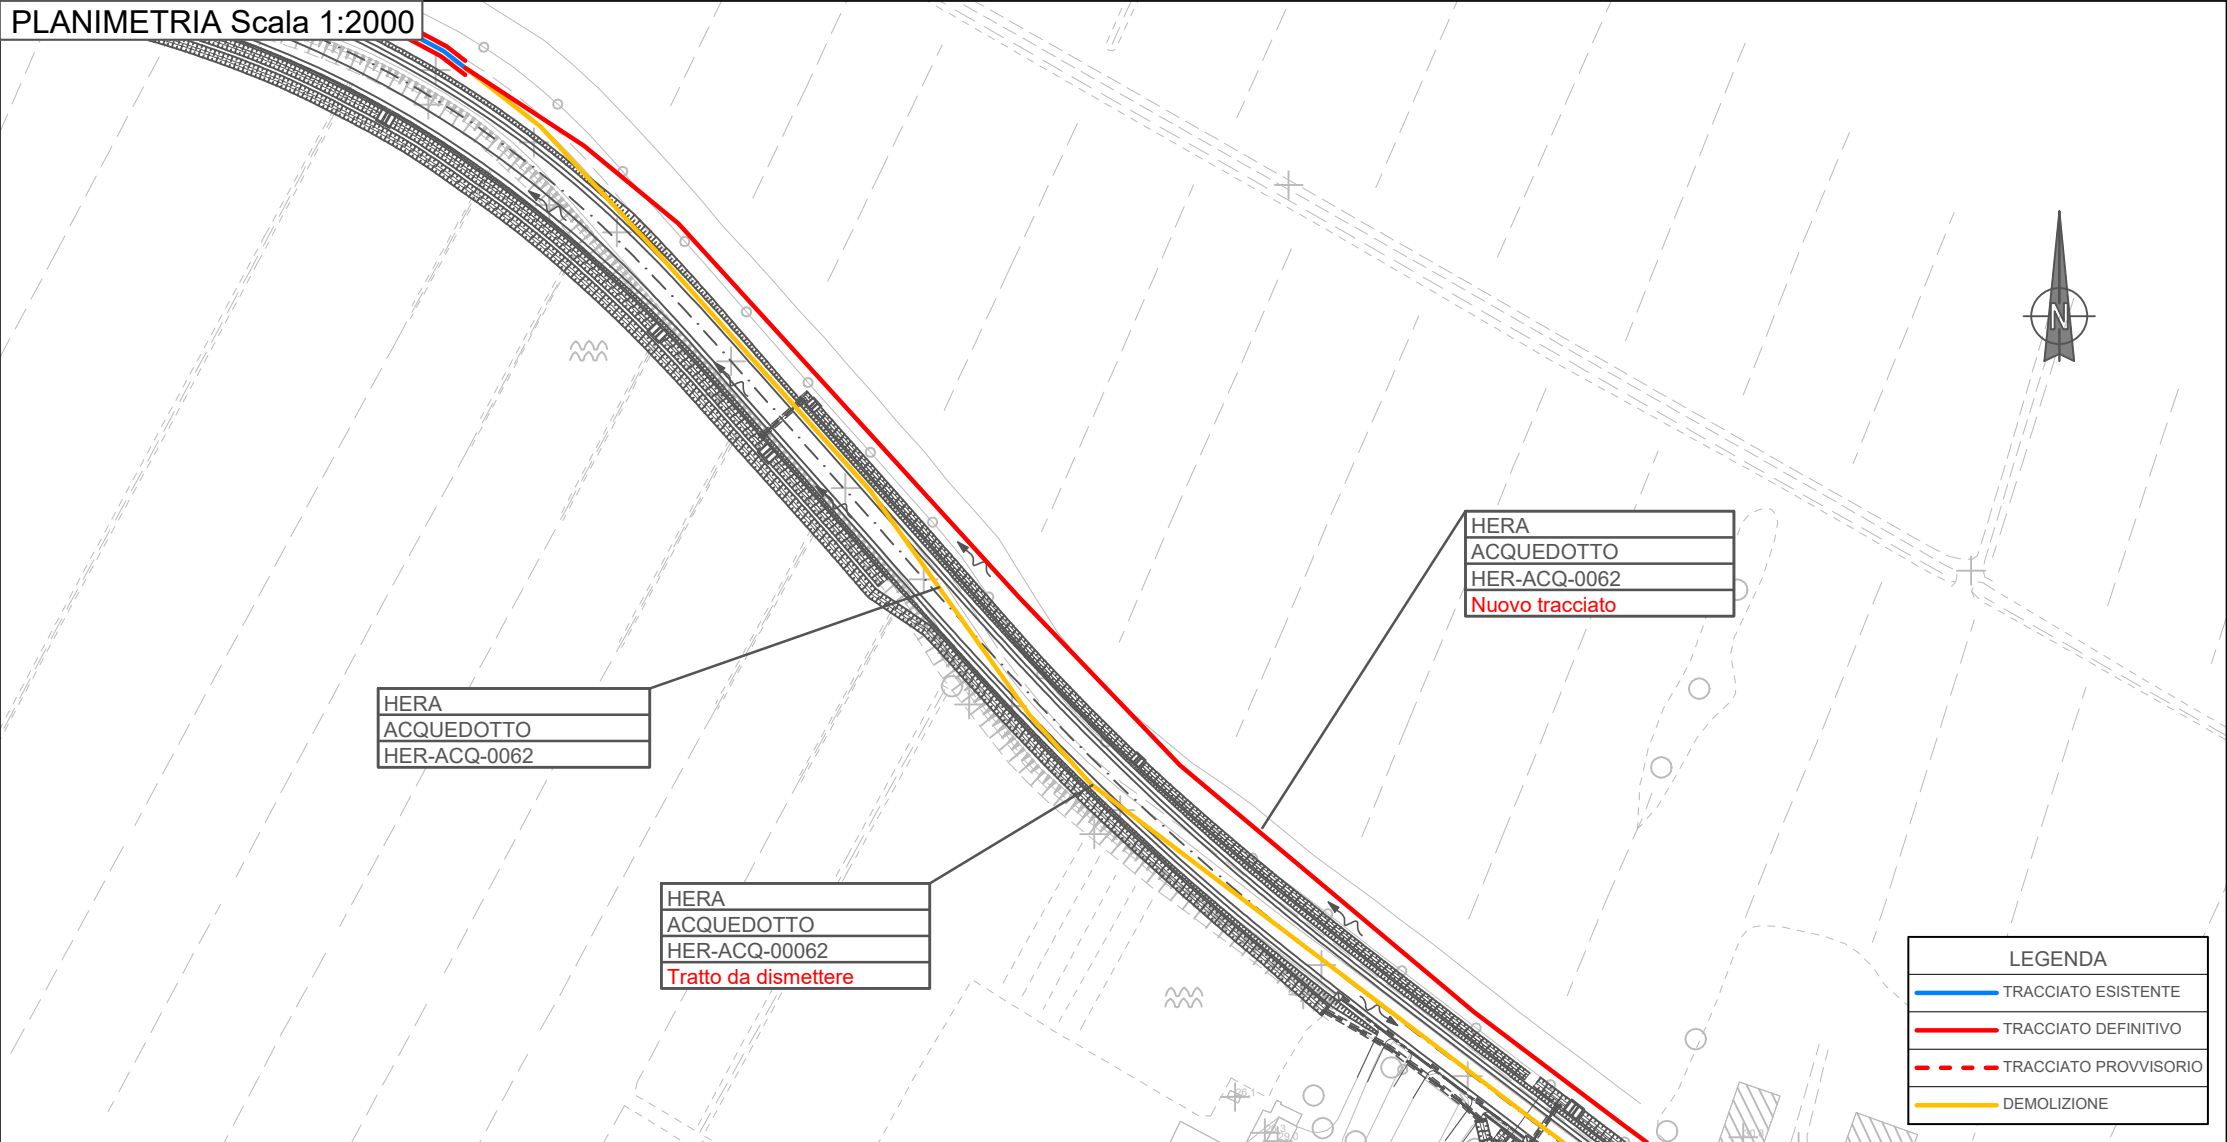 PLANIMETRIA Scala 1:2000
N
HERA
ACQUEDOTTO
HER-ACQ-0062
Nuovo tracciato
HERA
ACQUEDOTTO
HER-ACQ-0062
HERA
ACQUEDOTTO
HER-ACQ-00062
Tratto da dismettere
LEGENDA
TRACCIATO ESISTENTE
TRACCIATO DEFINITIVO
TRACCIATO PROVVISORIO
DEMOLIZIONE